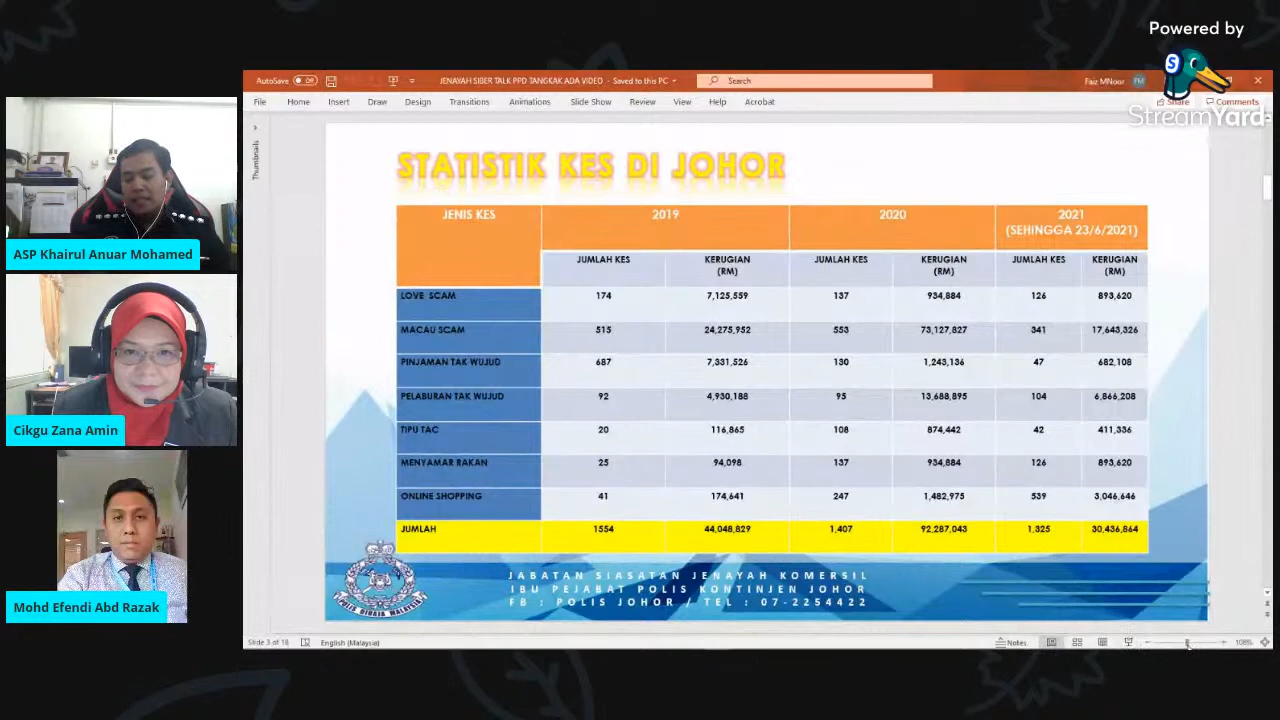 Powered by
StreamYard
AutoSave Off
JENAYAH SIBER TALK PPD TANGKAK ADA VIDEO - Saved to this PC
Search
Faiz MNoor FM
File Home Insert Draw Design Transitions Animations Slide Show Review View Help Acrobat
Share Comments
Thumbnails
ASP Khairul Anuar Mohamed
Cikgu Zana Amin
Mohd Efendi Abd Razak
STATISTIK KES DI JOHOR
JENIS KES 2019 2020 2021
(SEHINGGA 23/6/2021)
JUMLAH KES KERUGIAN (RM) JUMLAH KES KERUGIAN (RM) JUMLAH KES KERUGIAN (RM)
LOVE SCAM 174 7,125,559 137 934,884 126 893,620
MACAU SCAM 515 24,275,952 553 73,127,827 341 17,643,326
PINJAMAN TAK WUJUD 687 7,331,526 130 1,243,136 47 682,108
PELABURAN TAK WUJUD 92 4,930,188 95 13,688,895 104 6,866,208
TIPU TAC 20 116,865 108 874,442 42 411,336
MENYAMAR RAKAN 25 94,098 137 934,884 126 893,620
ONLINE SHOPPING 41 174,641 247 1,482,975 539 3,046,646
JUMLAH 1554 44,048,829 1,407 92,287,043 1,325 30,436,864
POLIS DIRAJA MALAYSIA
JABATAN SIASATAN JENAYAH KOMERSIL
IBU PEJABAT POLIS KONTINJEN JOHOR
FB : POLIS JOHOR / TEL : 07-2254422
Slide 3 of 18 English (Malaysia) Notes 108%